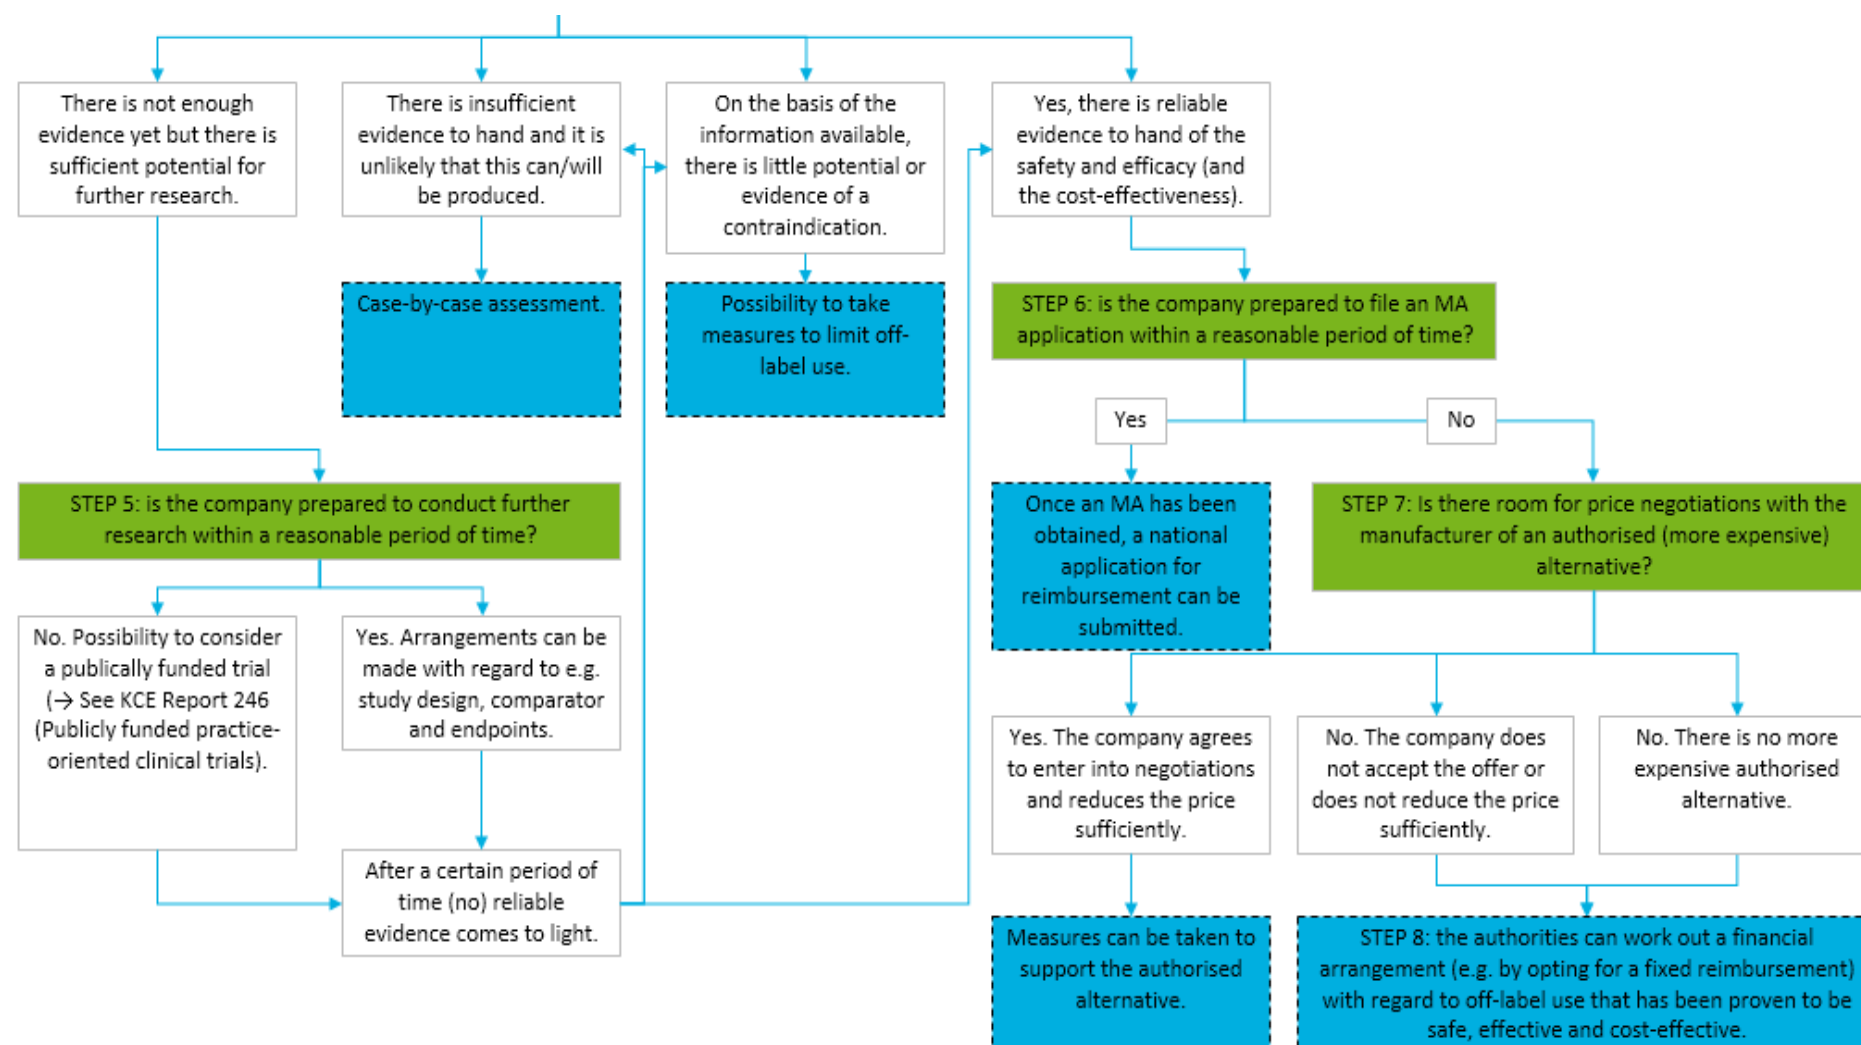 There is not enough
evidence yet but there is
sufficient potential for
further research.
There is insufficient
evidence to hand and it is
unlikely that this can/will
be produced.
On the basis of the
information available,
there is little potential or
evidence of a
contraindication.
Yes, there is reliable
evidence to hand of the
safety and efficacy (and
the cost-effectiveness).
Case-by-case assessment.
Possibility to take
measures to limit off-
label use.
STEP 6: is the company prepared to file an MA
application within a reasonable period of time?
Yes
No
STEP 5: is the company prepared to conduct further
research within a reasonable period of time?
Once an MA has been
obtained, a national
application for
reimbursement can be
submitted.
STEP 7: Is there room for price negotiations with the
manufacturer of an authorised (more expensive)
alternative?
No. Possibility to consider
a publically funded trial
(→ See KCE Report 246
(Publicly funded practice-
oriented clinical trials).
Yes. Arrangements can be
made with regard to e.g.
study design, comparator
and endpoints.
Yes. The company agrees
to enter into negotiations
and reduces the price
sufficiently.
No. The company does
not accept the offer or
does not reduce the price
sufficiently.
No. There is no more
expensive authorised
alternative.
After a certain period of
time (no) reliable
evidence comes to light.
Measures can be taken to
support the authorised
alternative.
STEP 8: the authorities can work out a financial
arrangement (e.g. by opting for a fixed reimbursement)
with regard to off-label use that has been proven to be
safe, effective and cost-effective.